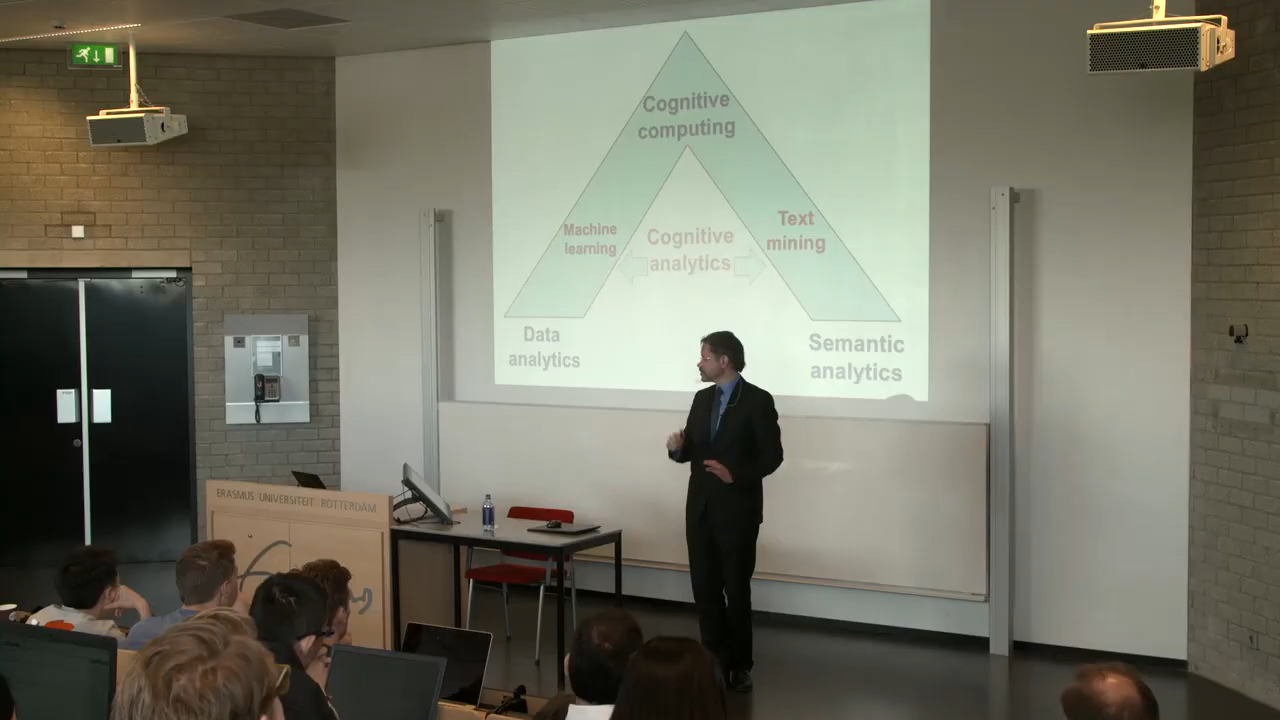 Cognitive
computing
Machine
learning
Cognitive
analytics
Text
mining
Data
analytics
Semantic
analytics
ERASMUS UNIVERSITEIT ROTTERDAM